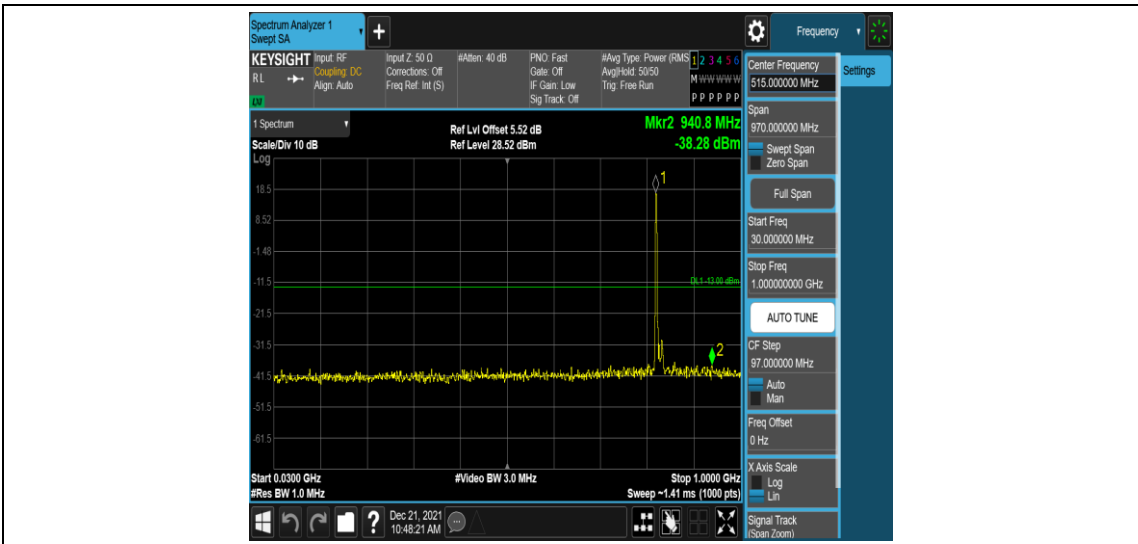 Spectrum Analyzer 1
Swept SA
+
Frequency
KEYSIGHT
RL
LNI
Input: RF
Coupling: DC
Align: Auto
Input Z: 50 Ω
Corrections: Off
Freq Ref: Int (S)
#Atten: 40 dB
PNO: Fast
Gate: Off
IF Gain: Low
Sig Track: Off
#Avg Type: Power (RMS
Avg|Hold: 50/50
Trig: Free Run
1 2 3 4 5 6
M W W W W W
P P P P P P
1 Spectrum
Scale/Div 10 dB
Log
Ref Lvl Offset 5.52 dB
Ref Level 28.52 dBm
Mkr2 940.8 MHz
-38.28 dBm
1
18.5
8.52
-1.48
-11.5
DL1 -13.00 dBm
-21.5
-31.5
2
-41.5
-51.5
-61.5
Start 0.0300 GHz
#Res BW 1.0 MHz
#Video BW 3.0 MHz
Stop 1.0000 GHz
Sweep ~1.41 ms (1000 pts)
?
Dec 21, 2021
10:48:21 AM
Center Frequency
515.000000 MHz
Settings
Span
970.000000 MHz
Swept Span
Zero Span
Full Span
Start Freq
30.000000 MHz
Stop Freq
1.000000000 GHz
AUTO TUNE
CF Step
97.000000 MHz
Auto
Man
Freq Offset
0 Hz
X Axis Scale
Log
Lin
Signal Track
(Span Zoom)